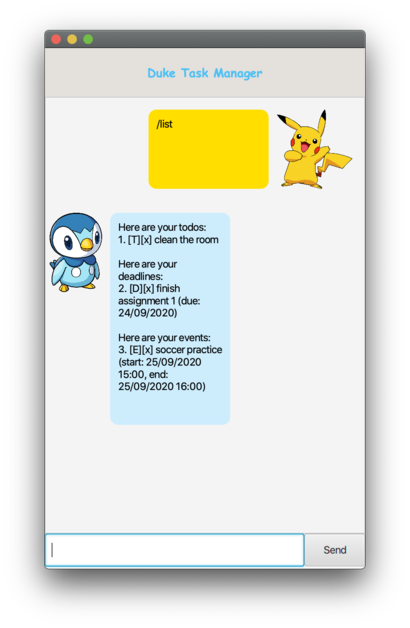 Duke Task Manager
/list
Here are your todos:
1. [T][x] clean the room
Here are your
deadlines:
2. [D][x] finish
assignment 1 (due:
24/09/2020)
Here are your events:
3. [E][x] soccer practice
(start: 25/09/2020
15:00, end:
25/09/2020 16:00)
Send